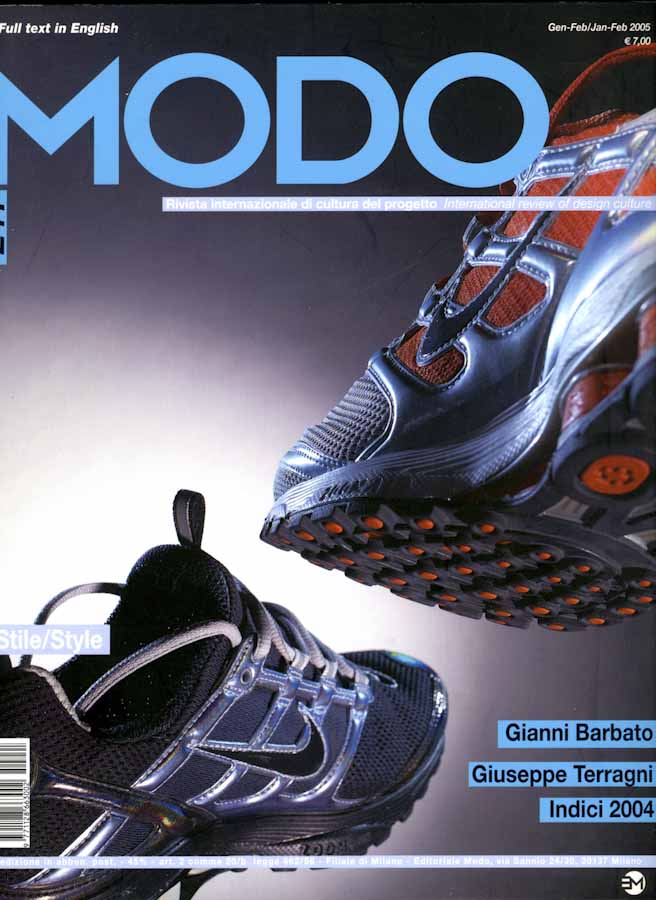 Full text in English
Gen-Feb/Jan-Feb 2005
€ 7,00
MODO
Rivista internazionale di cultura del progetto International review of design culture
Stile/Style
Gianni Barbato
Giuseppe Terragni
Indici 2004
edizione in abbon. post. - 45% - art. 2 comma 20/b legge 662/96 - Filiale di Milano - Editoriale Modo, via Sannio 24/30, 20137 Milano
M